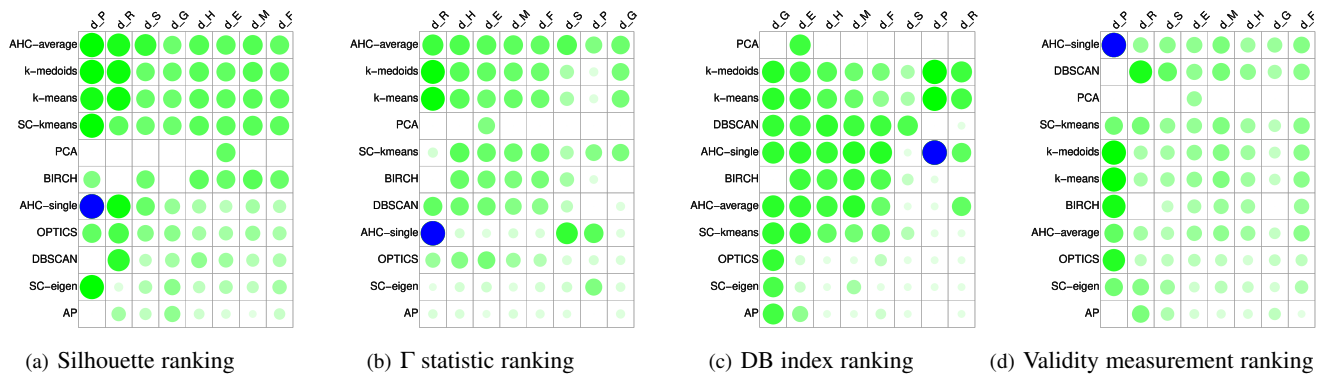 d_P d_R d_S d_G d_H d_E d_M d_F
AHC-average
k-medoids
k-means
SC-kmeans
PCA
BIRCH
AHC-single
OPTICS
DBSCAN
SC-eigen
AP
(a) Silhouette ranking
d_R d_H d_E d_M d_F d_S d_P d_G
AHC-average
k-medoids
k-means
PCA
SC-kmeans
BIRCH
DBSCAN
AHC-single
OPTICS
SC-eigen
AP
(b) Γ statistic ranking
d_G d_E d_H d_M d_F d_S d_P d_R
PCA
k-medoids
k-means
DBSCAN
AHC-single
BIRCH
AHC-average
SC-kmeans
OPTICS
SC-eigen
AP
(c) DB index ranking
d_P d_R d_S d_E d_M d_H d_G d_F
AHC-single
DBSCAN
PCA
SC-kmeans
k-medoids
k-means
BIRCH
AHC-average
OPTICS
SC-eigen
AP
(d) Validity measurement ranking